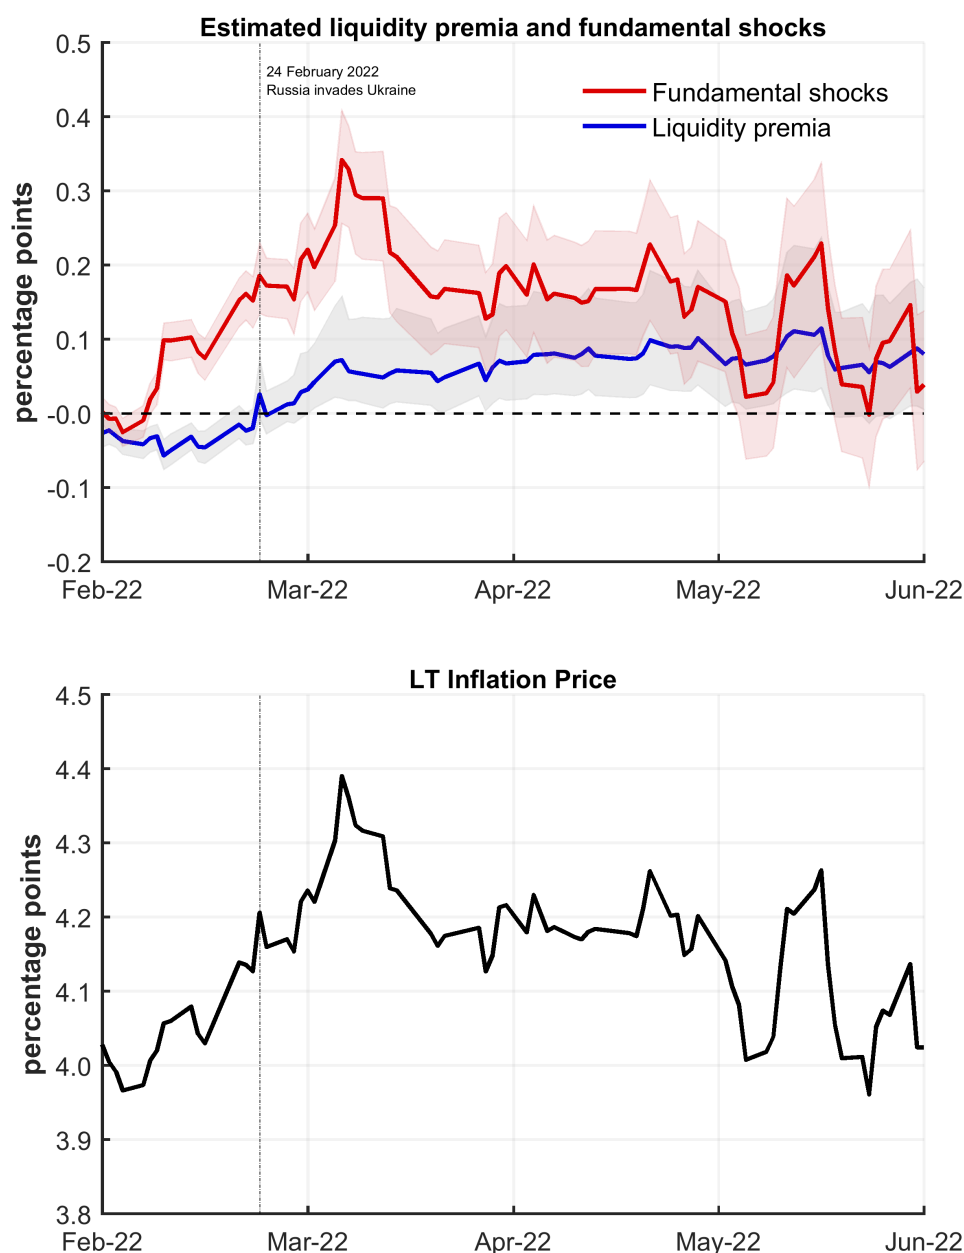 Estimated liquidity premia and fundamental shocks
0.5
24 February 2022
Russia invades Ukraine
Fundamental shocks
Liquidity premia
0.4
0.3
0.2
0.1
-0.0
-0.1
-0.2
percentage points
Feb-22 Mar-22 Apr-22 May-22 Jun-22
LT Inflation Price
4.5
4.4
4.3
4.2
4.1
4.0
3.9
3.8
percentage points
Feb-22 Mar-22 Apr-22 May-22 Jun-22